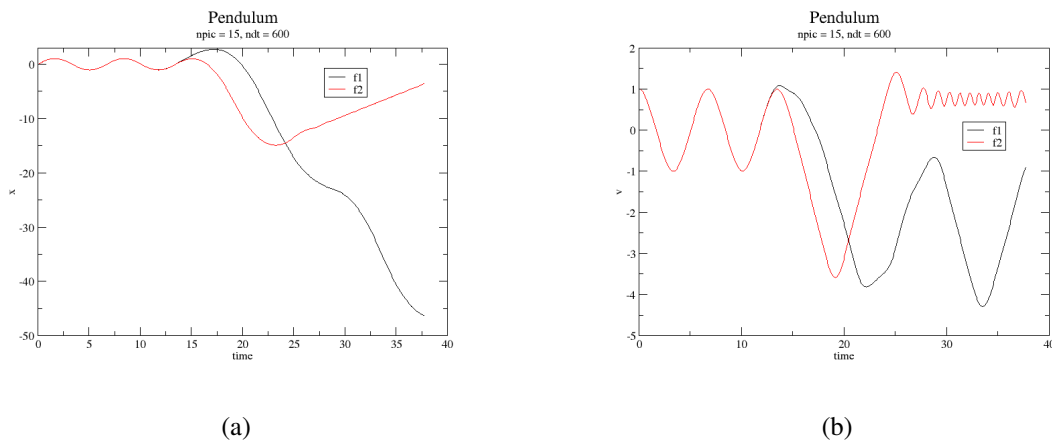 Pendulum
npic = 15, ndt = 600
0
-10
-20
-30
-40
-50
x
f1
f2
0 5 10 15 20 25 30 35 40
time
(a)
Pendulum
npic = 15, ndt = 600
2
1
0
-1
-2
-3
-4
-5
v
f1
f2
0 10 20 30 40
time
(b)